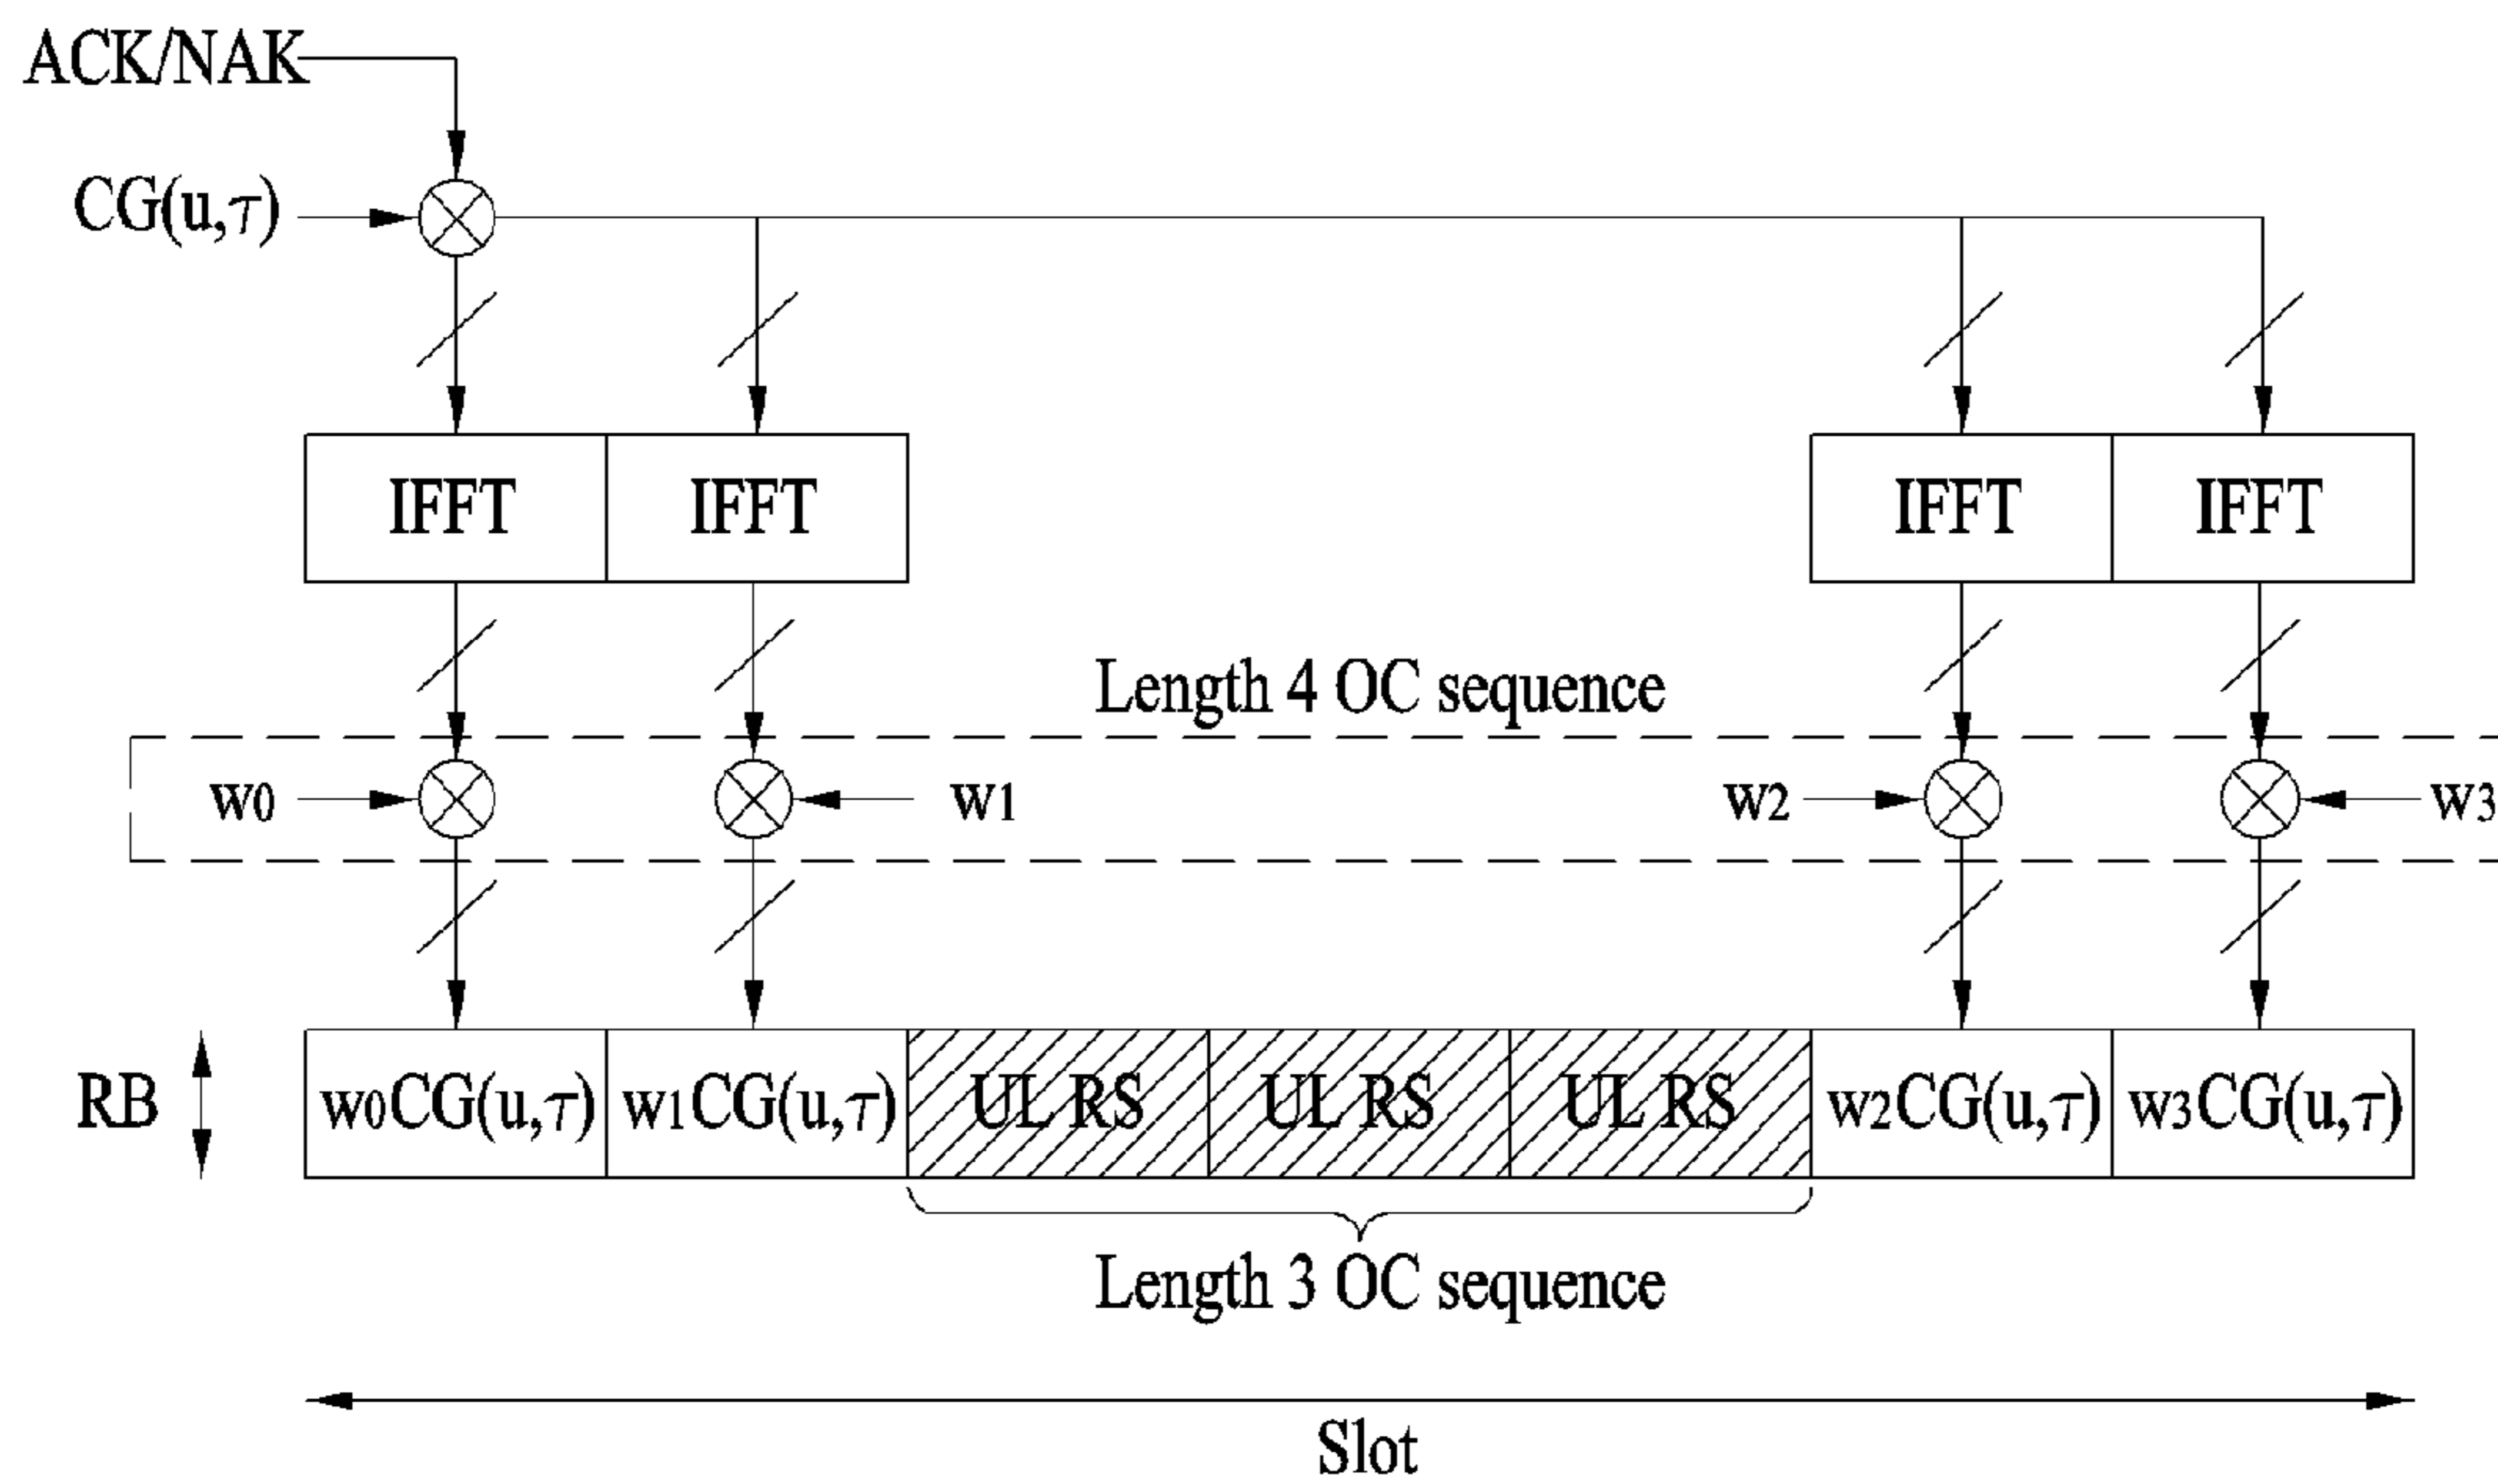 ACK/NAK
CG(u,τ)
IFFT IFFT IFFT IFFT
Length 4 OC sequence
w0 w1 w2 w3
RB w0CG(u,τ) w1CG(u,τ) UL RS UL RS UL RS w2CG(u,τ) w3CG(u,τ)
Length 3 OC sequence
Slot